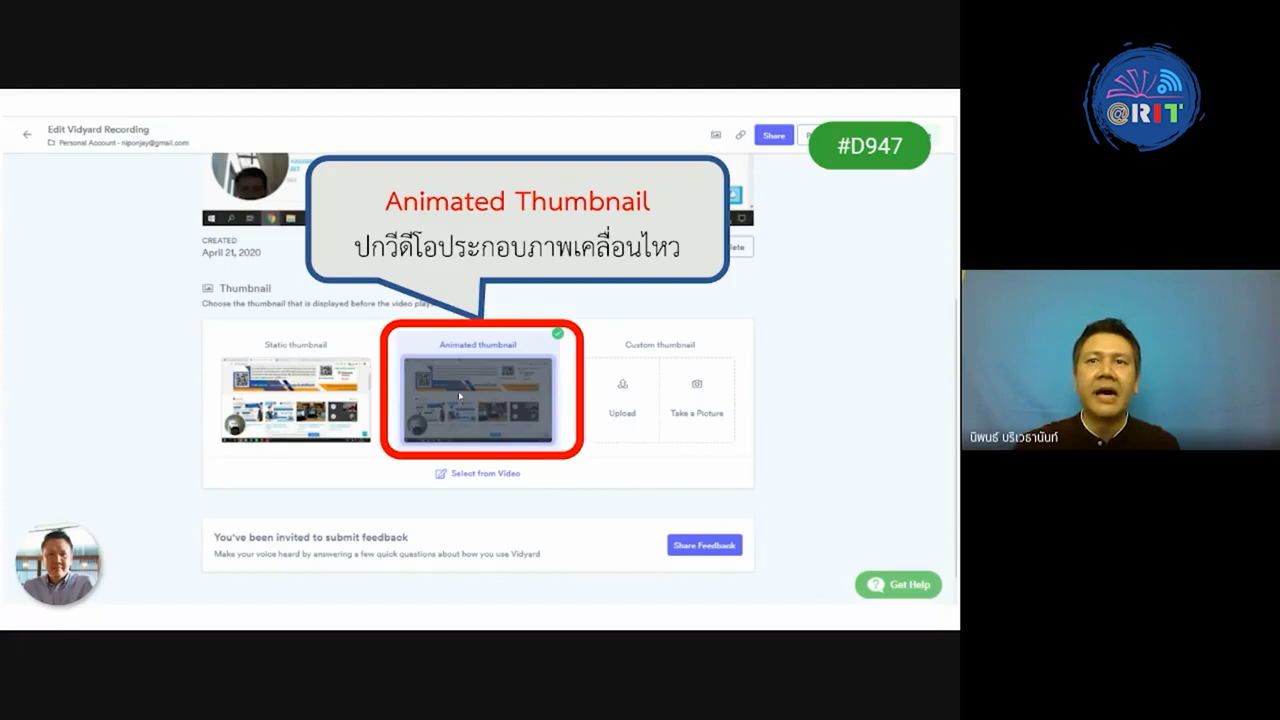 @RIT
Edit Vidyard Recording
Personal Account - niponjay@gmail.com
Share
#D947
Animated Thumbnail
ปกวีดีโอประกอบภาพเคลื่อนไหว
CREATED
April 21, 2020
Thumbnail
Choose the thumbnail that is displayed before the video
Static thumbnail
Animated thumbnail
Custom thumbnail
Upload
Take a Picture
Select from Video
นิพนธ์ บริเวธานันท์
You've been invited to submit feedback
Make your voice heard by answering a few quick questions about how you use Vidyard
Share Feedback
Get Help